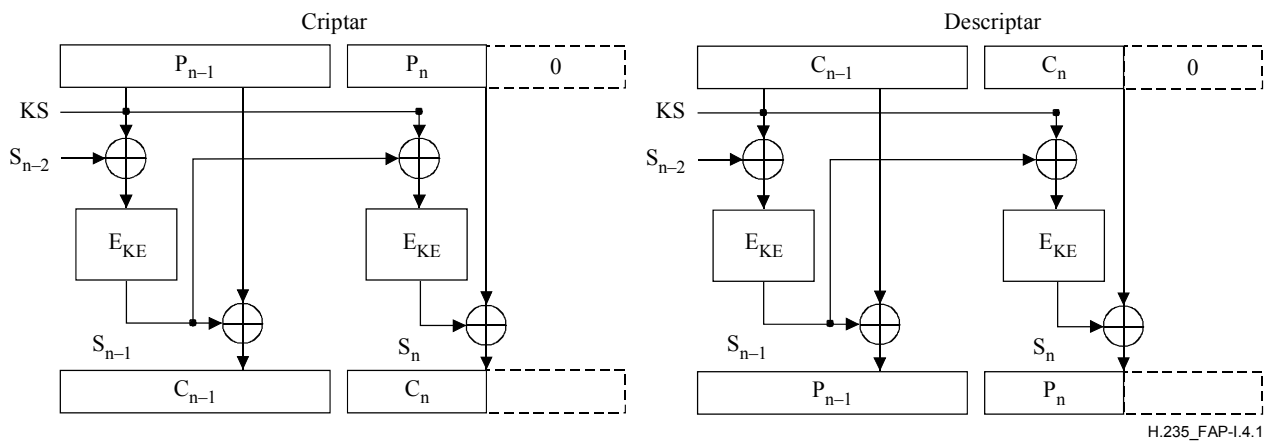 Criptar
P_{n–1} P_n 0
KS
S_{n–2}
E_{KE} E_{KE}
S_{n–1} S_n
C_{n–1} C_n
Descriptar
C_{n–1} C_n 0
KS
S_{n–2}
E_{KE} E_{KE}
S_{n–1} S_n
P_{n–1} P_n
H.235_FAP-I.4.1